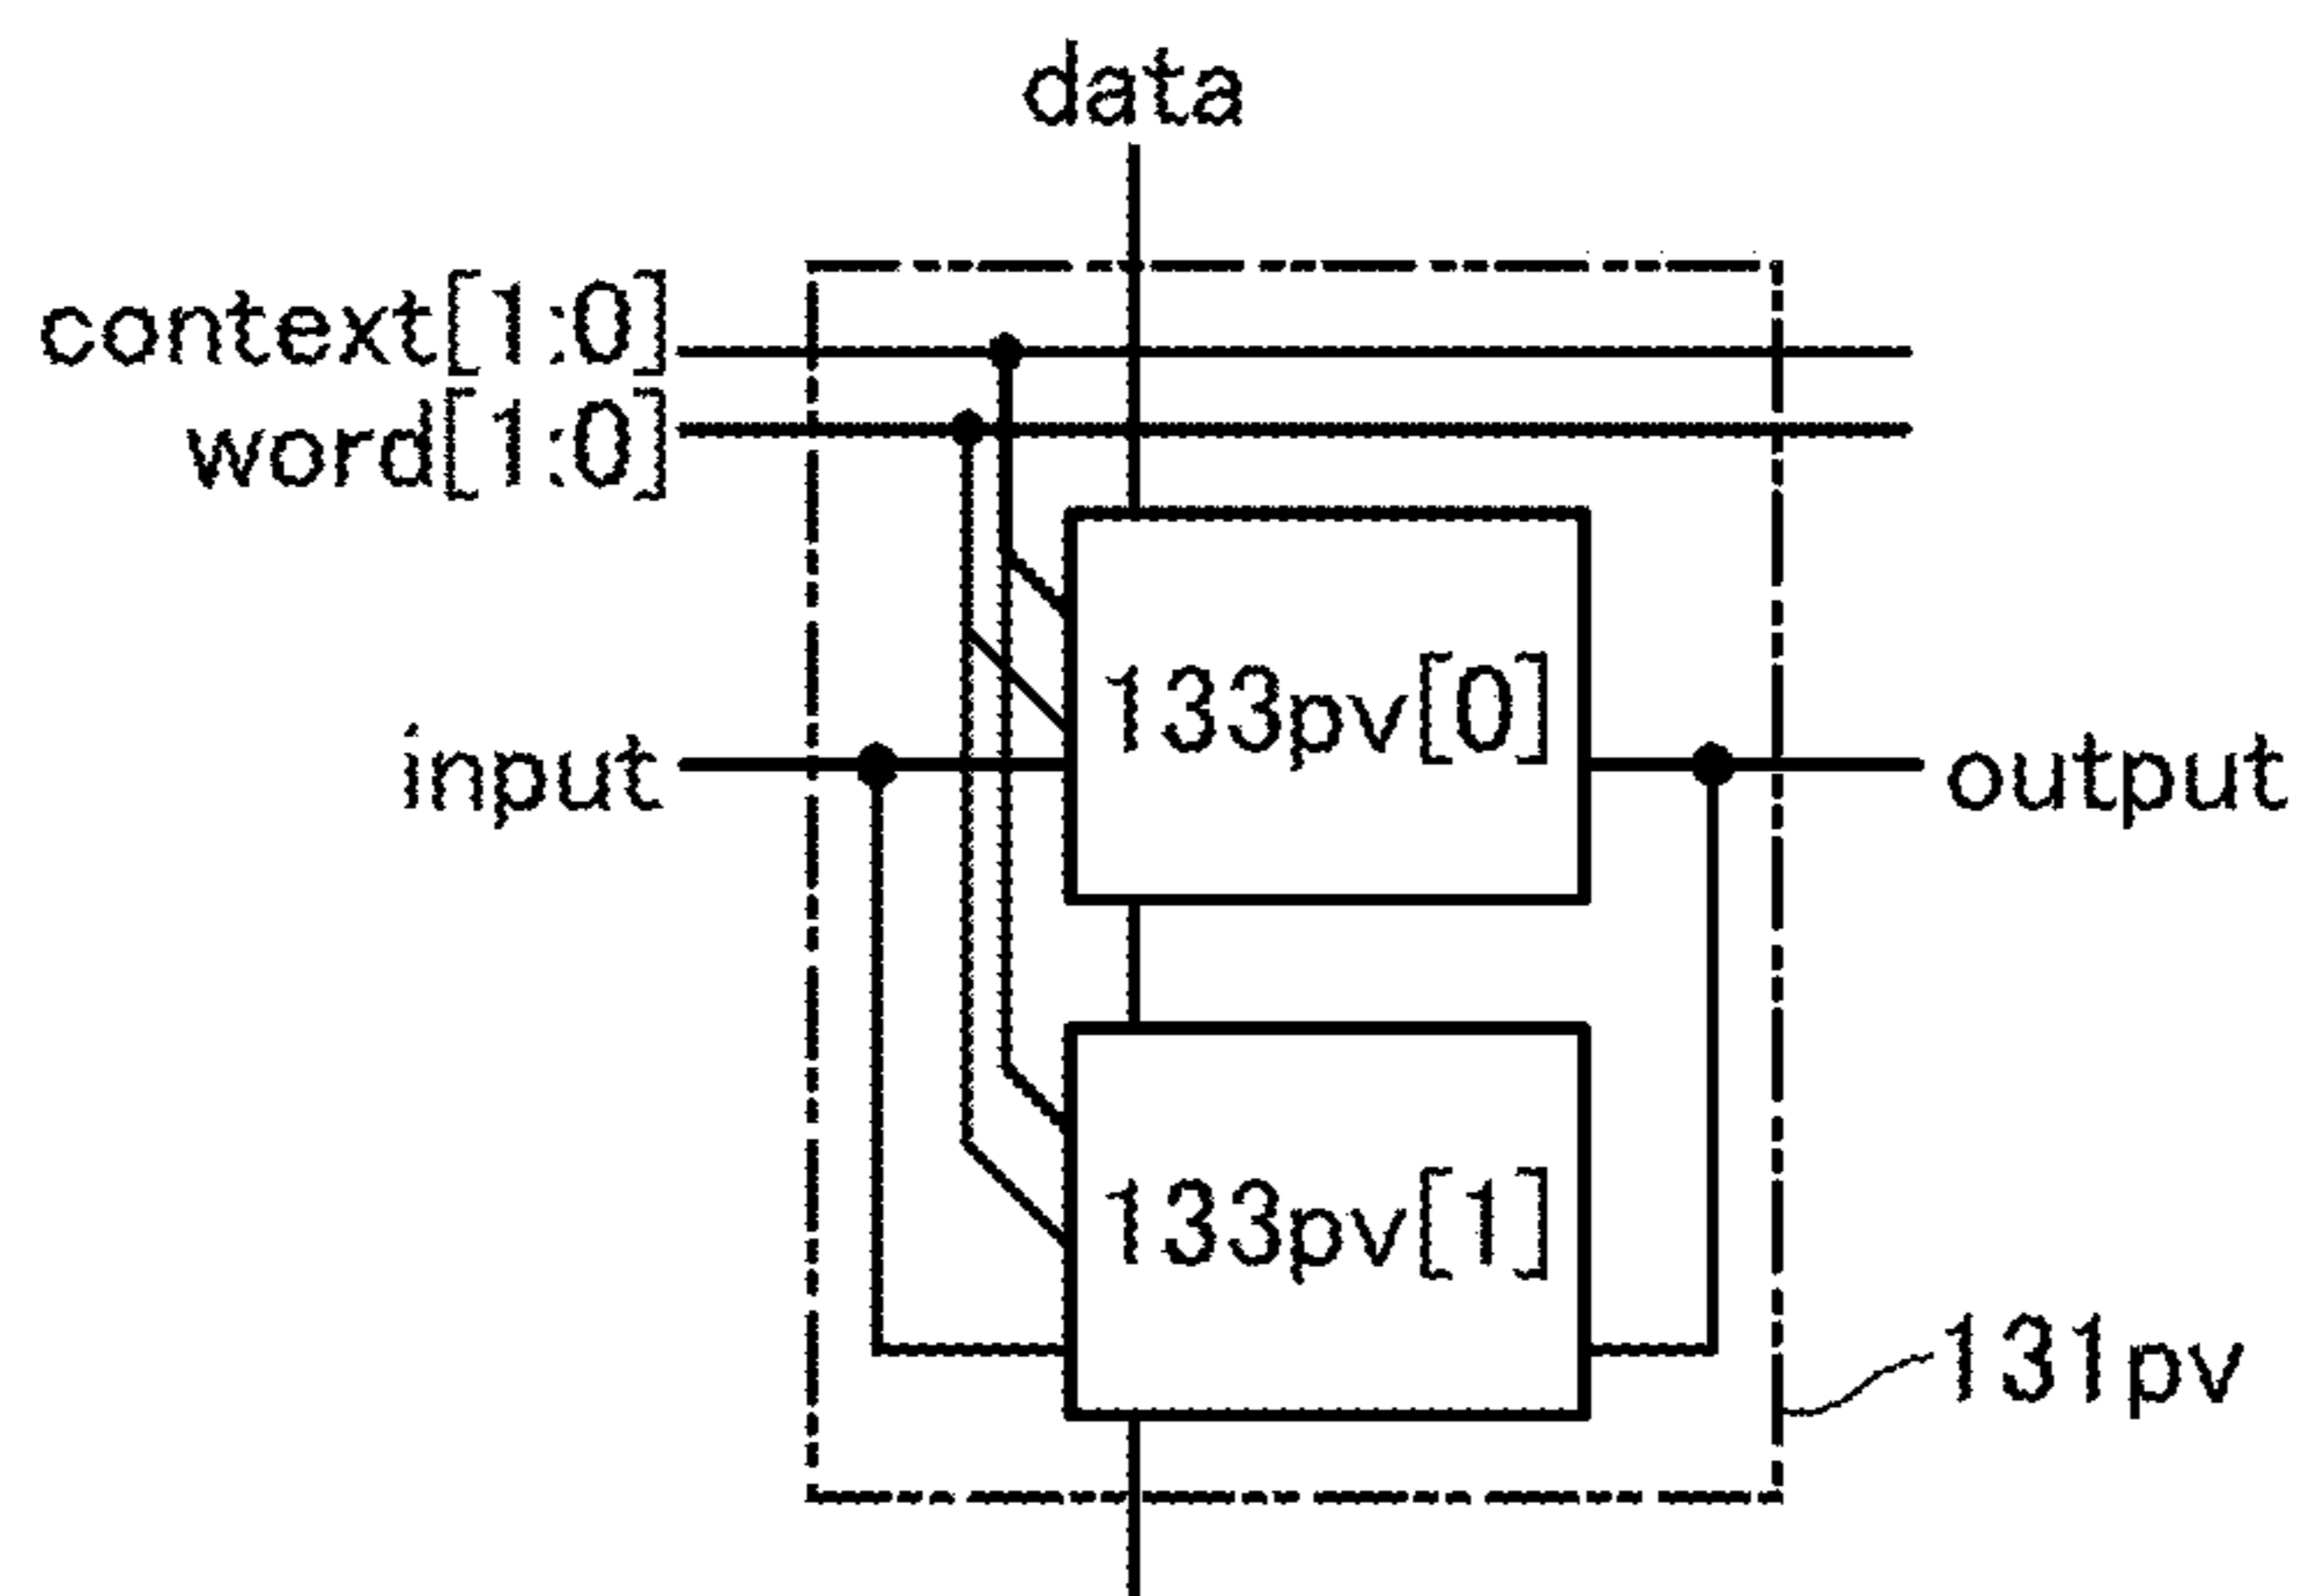 data
context[1:0]
word[1:0]
133pv[0]
input
output
133pv[1]
131pv